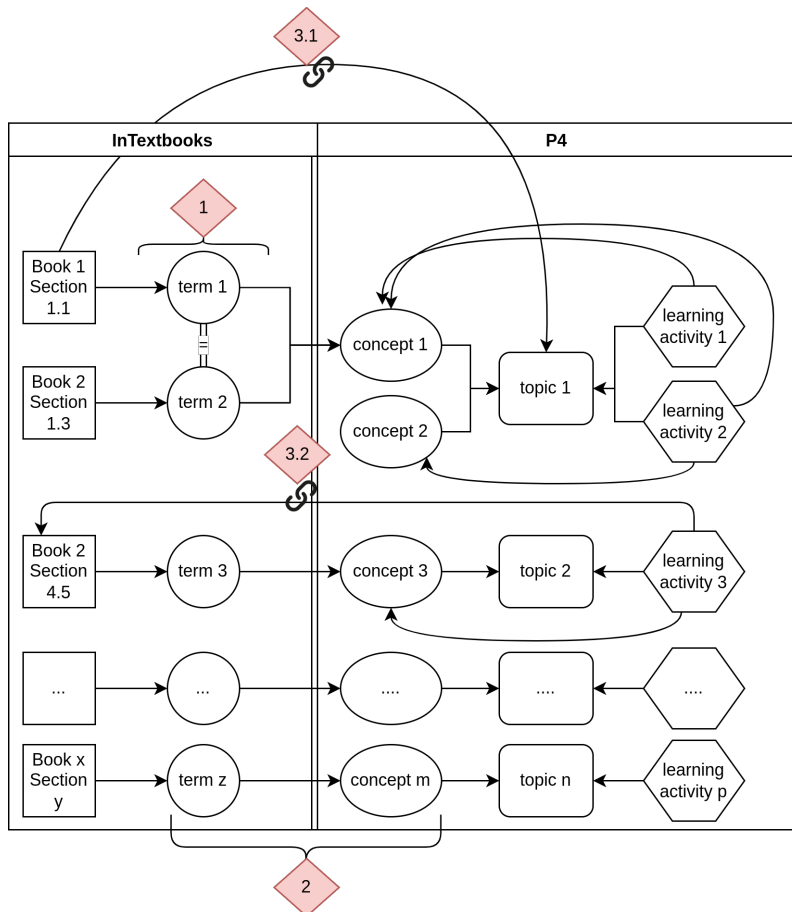 3.1
InTextbooks
P4
1
Book 1
Section
1.1
term 1
=
Book 2
Section
1.3
term 2
concept 1
concept 2
topic 1
learning
activity 1
learning
activity 2
3.2
Book 2
Section
4.5
term 3
concept 3
topic 2
learning
activity 3
...
...
....
....
....
Book x
Section
y
term z
concept m
topic n
learning
activity p
2